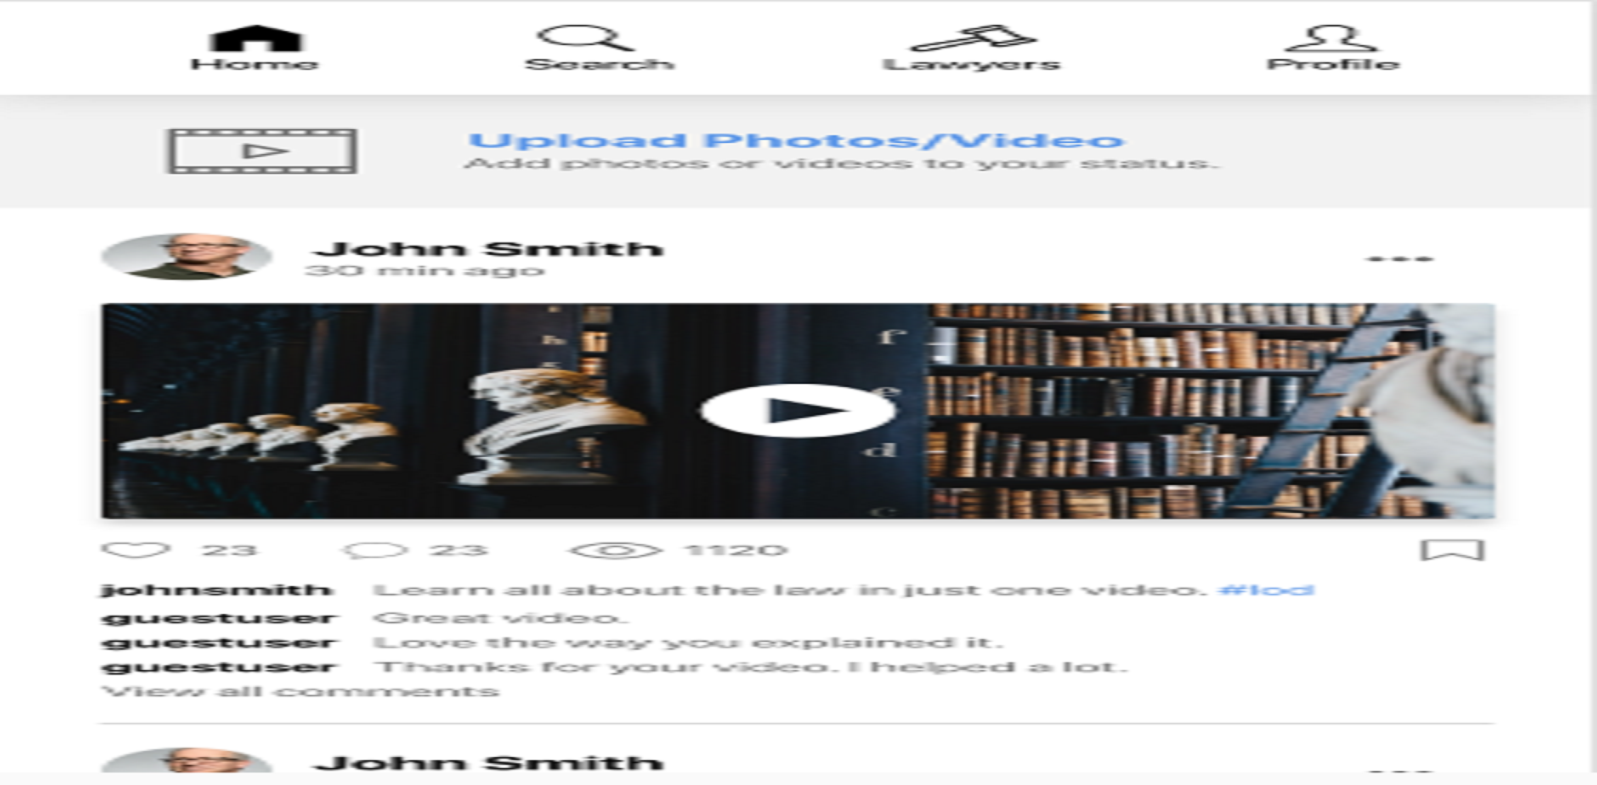 Home Search Lawyers Profile
Upload Photos/Video
Add photos or videos to your status.
John Smith
30 min ago
h
f
e
d
c
23 23 1120
johnsmith Learn all about the law in just one video. #lod
guestuser Great video.
guestuser Love the way you explained it.
guestuser Thanks for your video. I helped a lot.
View all comments
John Smith